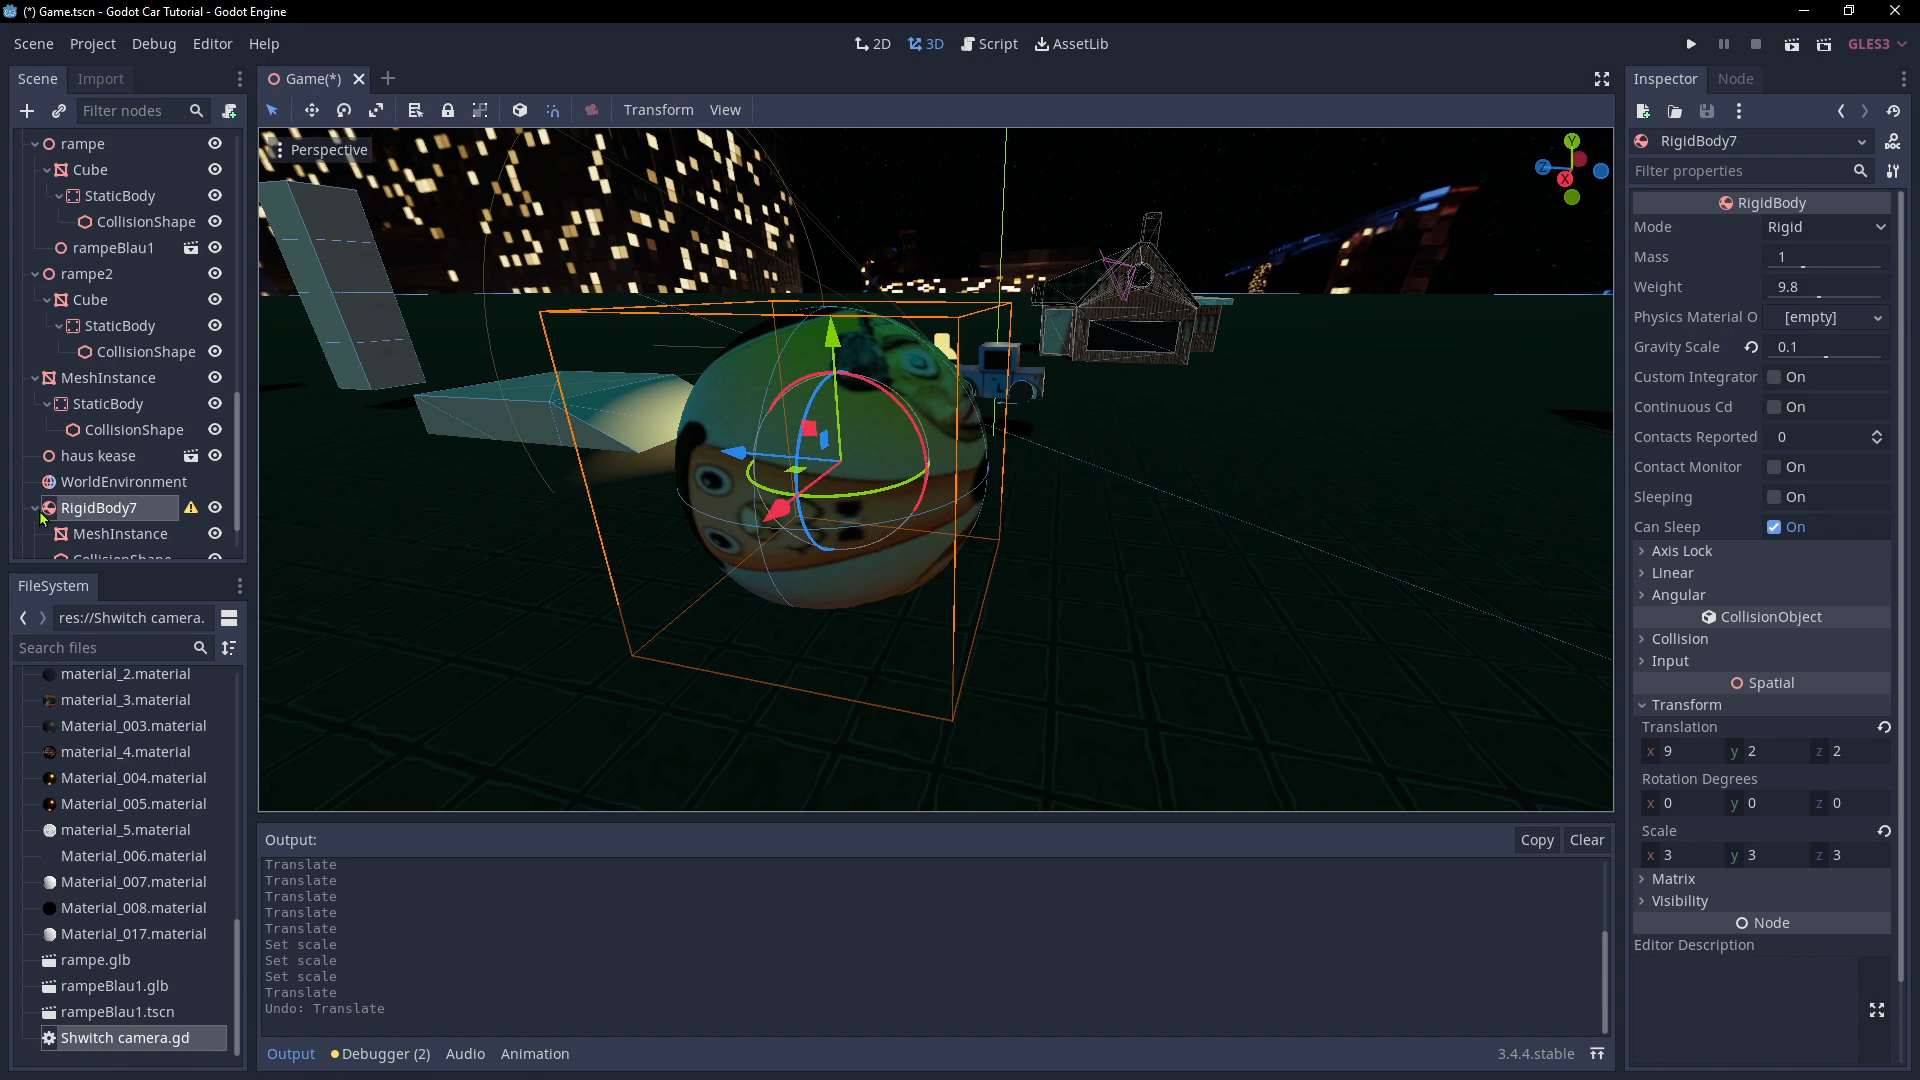 (*) Game.tscn - Godot Car Tutorial - Godot Engine
Scene Project Debug Editor Help
2D 3D Script AssetLib
GLES3
Scene Import
Filter nodes
rampe
Cube
StaticBody
CollisionShape
rampeBlau1
rampe2
Cube
StaticBody
CollisionShape
MeshInstance
StaticBody
CollisionShape
haus kease
WorldEnvironment
RigidBody7
MeshInstance
CollisionShape
FileSystem
res://Shwitch camera.
Search files
material_2.material
material_3.material
Material_003.material
material_4.material
Material_004.material
Material_005.material
material_5.material
Material_006.material
Material_007.material
Material_008.material
Material_017.material
rampe.glb
rampeBlau1.glb
rampeBlau1.tscn
Shwitch camera.gd
Game(*)
Transform View
Perspective
Y
Z
X
Output:
Copy Clear
Translate
Translate
Translate
Translate
Translate
Set scale
Set scale
Set scale
Translate
Undo: Translate
Output Debugger (2) Audio Animation
3.4.4.stable
Inspector Node
RigidBody7
Filter properties
RigidBody
Mode Rigid
Mass 1
Weight 9.8
Physics Material O [empty]
Gravity Scale 0.1
Custom Integrator On
Continuous Cd On
Contacts Reported 0
Contact Monitor On
Sleeping On
Can Sleep On
Axis Lock
Linear
Angular
CollisionObject
Collision
Input
Spatial
Transform
Translation
x 9 y 2 z 2
Rotation Degrees
x 0 y 0 z 0
Scale
x 3 y 3 z 3
Matrix
Visibility
Node
Editor Description